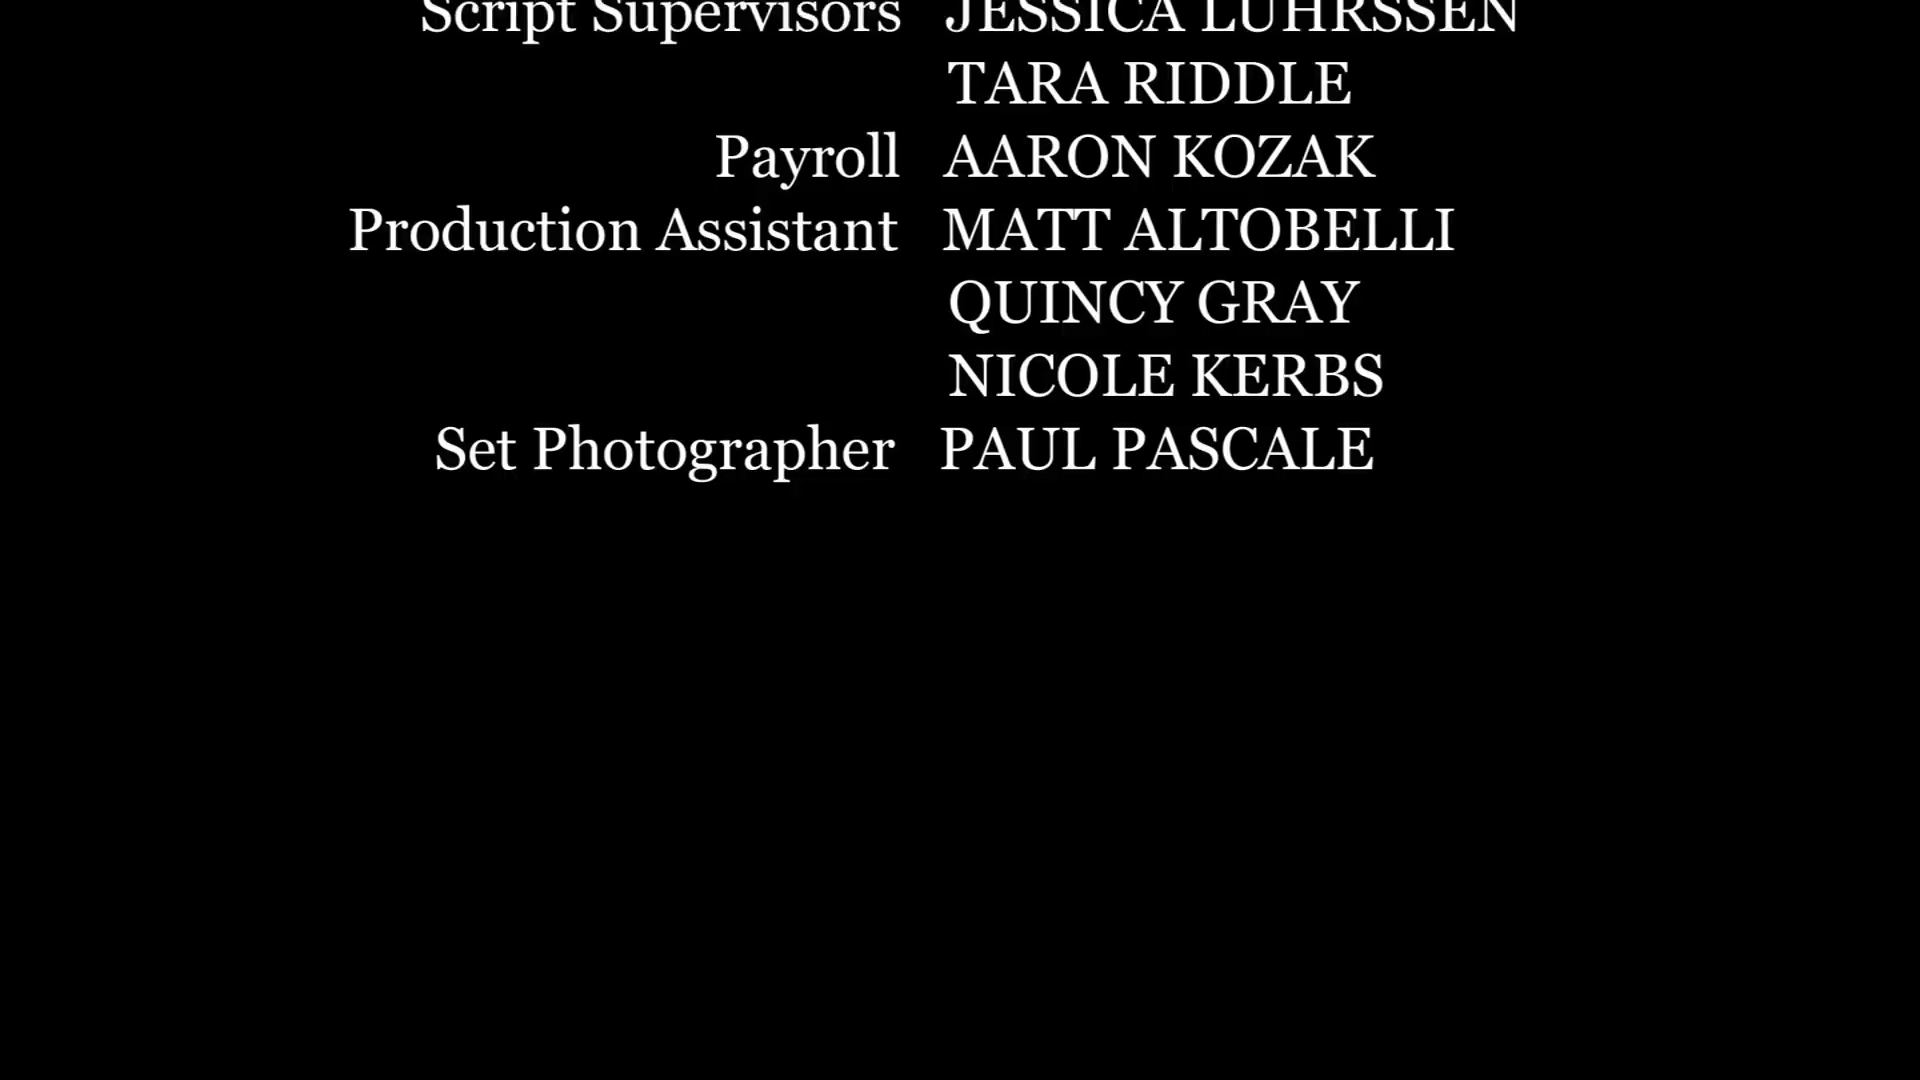 Script Supervisors JESSICA LUHRSSEN
TARA RIDDLE
Payroll AARON KOZAK
Production Assistant MATT ALTOBELLI
QUINCY GRAY
NICOLE KERBS
Set Photographer PAUL PASCALE